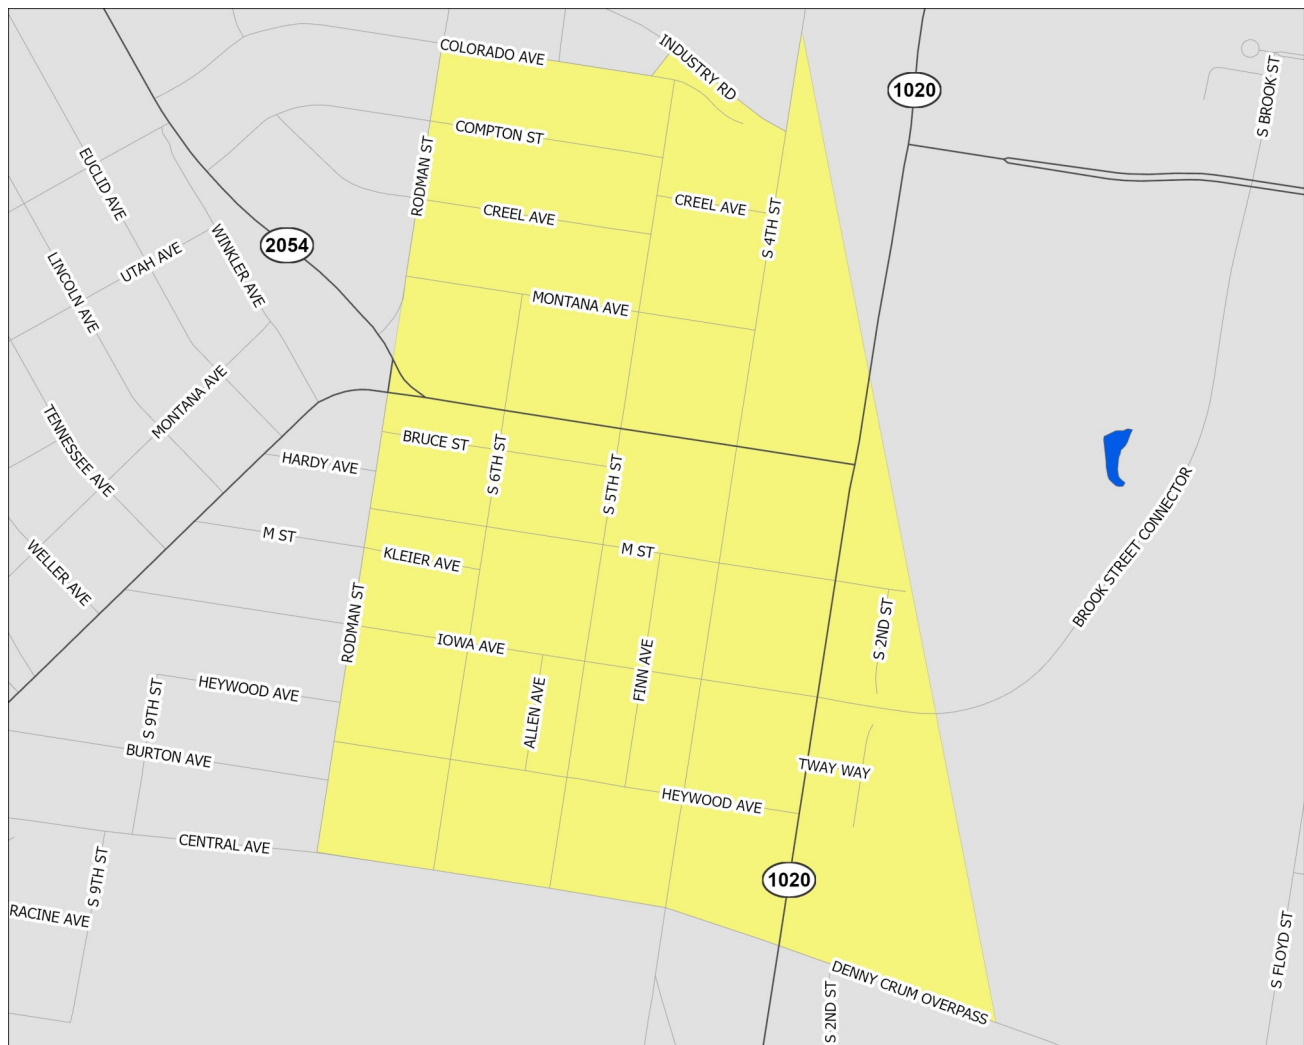 COLORADO AVE
INDUSTRY RD
1020
S BROOK ST
COMPTON ST
EUCLID AVE
RODMAN ST
CREEL AVE
CREEL AVE
S 4TH ST
2054
UTAH AVE
WINKLER AVE
LINCOLN AVE
MONTANA AVE
MONTANA AVE
TENNESSEE AVE
BRUCE ST
S 6TH ST
S 5TH ST
HARDY AVE
M ST
KLEIER AVE
M ST
WELLER AVE
BROOK STREET CONNECTOR
RODMAN ST
IOWA AVE
S 2ND ST
FINN AVE
HEYWOOD AVE
S 9TH ST
ALLEN AVE
BURTON AVE
TWAY WAY
HEYWOOD AVE
CENTRAL AVE
S 9TH ST
1020
RACINE AVE
S FLOYD ST
DENNY CRUM OVERPASS
S 2ND ST